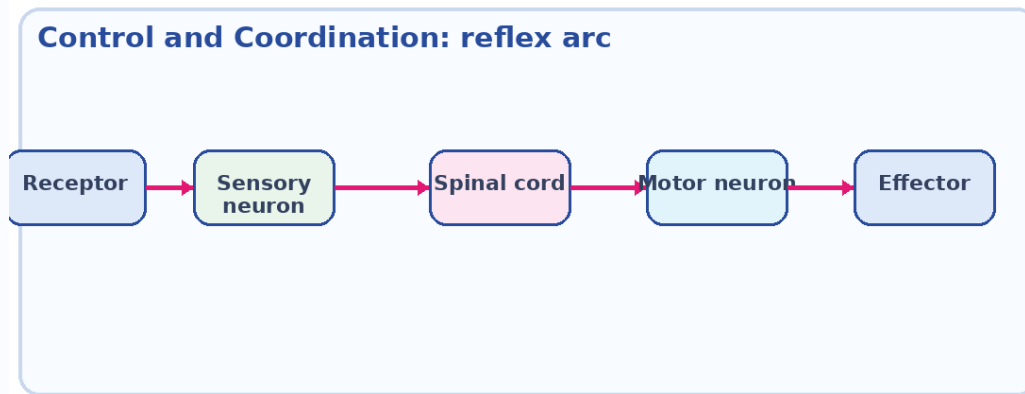 Control and Coordination: reflex arc
Receptor
Sensory
neuron
Spinal cord
Motor neuron
Effector